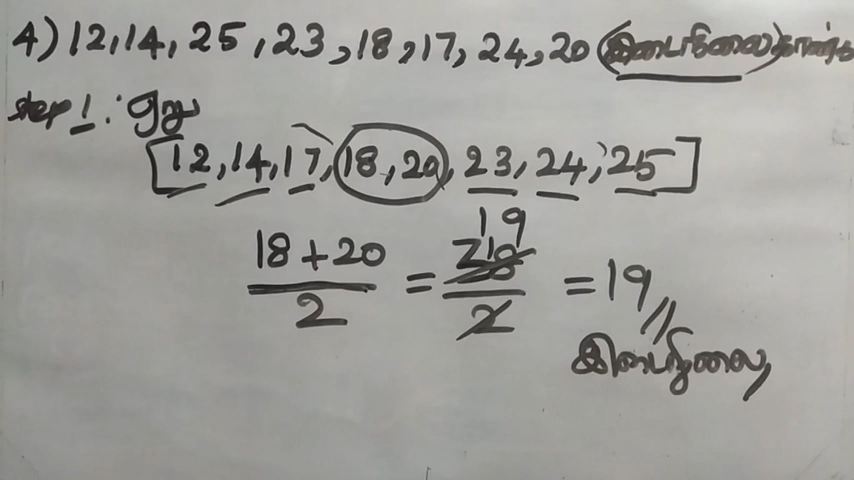 4) 12, 14, 25, 23, 18, 17, 24, 20 (இடைநிலை) காண்க
step 1: ஏறு
[12, 14, 17, 18, 20, 23, 24, 25]
18+20 / 2 = / 2 = 19
19
இடைநிலை,